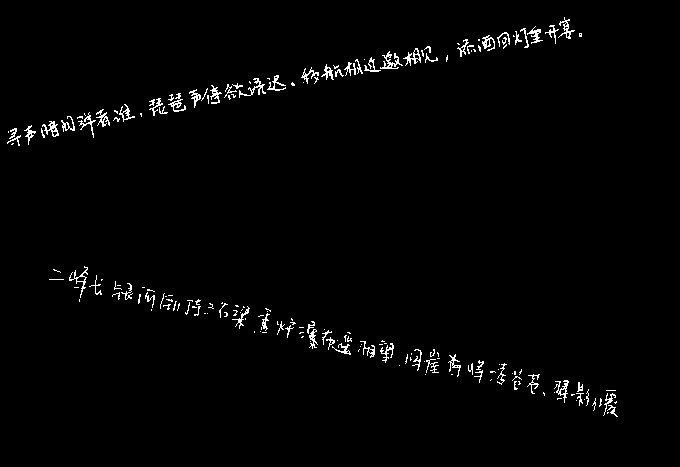 寻声暗问弹者谁,琵琶声停欲语迟。移船相近邀相见,添酒回灯重开宴。
二峰长银河倒挂三石梁,香炉瀑布遥相望,回崖沓嶂凌苍苍、翠影红霞